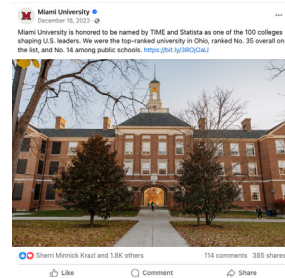 Miami University
December 18, 2023 ·
Miami University is honored to be named by TIME and Statista as one of the 100 colleges
shaping U.S. leaders. We were the top-ranked university in Ohio, ranked No. 35 overall on
the list, and No. 14 among public schools. https://bit.ly/3ROjOaU
Sherri Minnick Krazl and 1.8K others 114 comments 385 shares
Like Comment Share